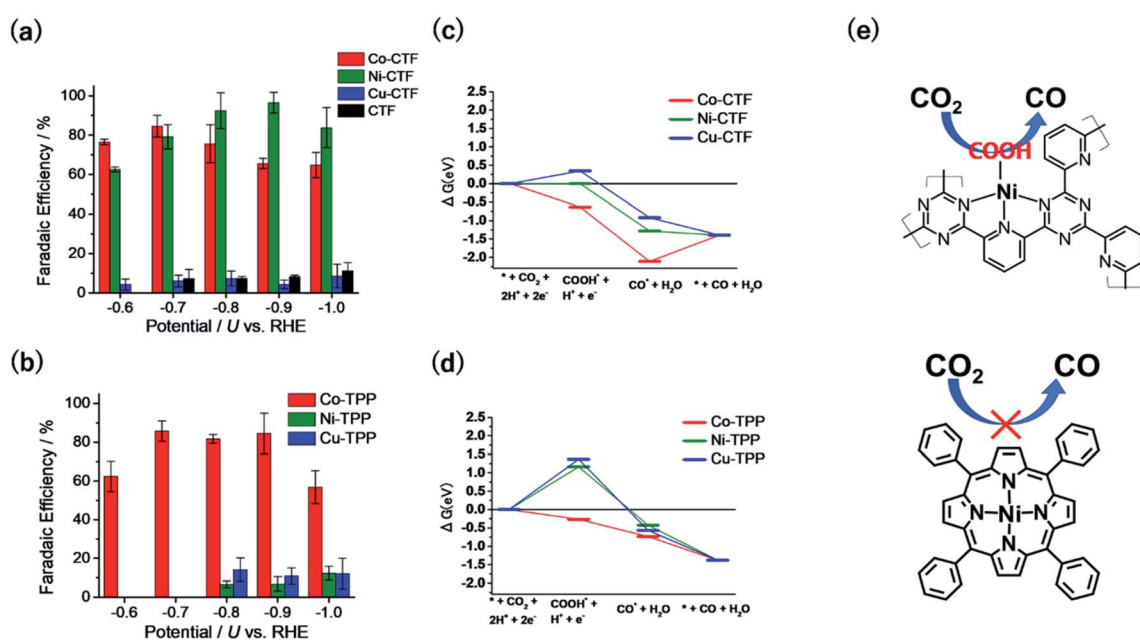 (a)
Co-CTF
Ni-CTF
Cu-CTF
CTF
100
80
60
40
20
0
Faradaic Efficiency / %
-0.6
-0.7
-0.8
-0.9
-1.0
Potential / U vs. RHE
(b)
Co-TPP
Ni-TPP
Cu-TPP
100
80
60
40
20
0
Faradaic Efficiency / %
-0.6
-0.7
-0.8
-0.9
-1.0
Potential / U vs. RHE
(c)
Co-CTF
Ni-CTF
Cu-CTF
2.5
2.0
1.5
1.0
0.5
0.0
-0.5
-1.0
-1.5
-2.0
Δ G(eV)
* + CO₂ +
2H⁺ + 2e⁻
COOH* +
H⁺ + e⁻
CO* + H₂O
* + CO + H₂O
(d)
Co-TPP
Ni-TPP
Cu-TPP
2.5
2.0
1.5
1.0
0.5
0.0
-0.5
-1.0
-1.5
-2.0
Δ G(eV)
* + CO₂ +
2H⁺ + 2e⁻
COOH* +
H⁺ + e⁻
CO* + H₂O
* + CO + H₂O
(e)
CO₂ CO
COOH
Ni
N
N
N
N
N
N
N
N
N
CO₂ CO
N
N Ni N
N